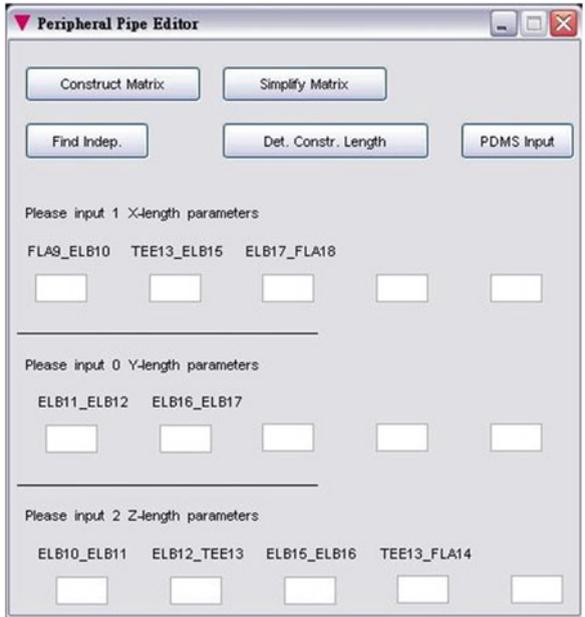 Peripheral Pipe Editor
Construct Matrix Simplify Matrix
Find Indep. Det. Constr. Length PDMS Input
Please input 1 X-length parameters
FLA9_ELB10 TEE13_ELB15 ELB17_FLA18
Please input 0 Y-length parameters
ELB11_ELB12 ELB16_ELB17
Please input 2 Z-length parameters
ELB10_ELB11 ELB12_TEE13 ELB15_ELB16 TEE13_FLA14